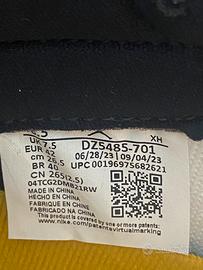 UK 7.5 DZ5485-701
EUR 42 06/28/23 09/04/23
cm 26.5 UPC 00196975682621
BR 40
CN 265(2.5)
04TCG2DM821RW
MADE IN CHINA
HECHO EN CHINA
FABRIQUÉ EN CHINE
FABRICADO NA CHINA
www.nike.com/patents
virtualmarking
XH
subito